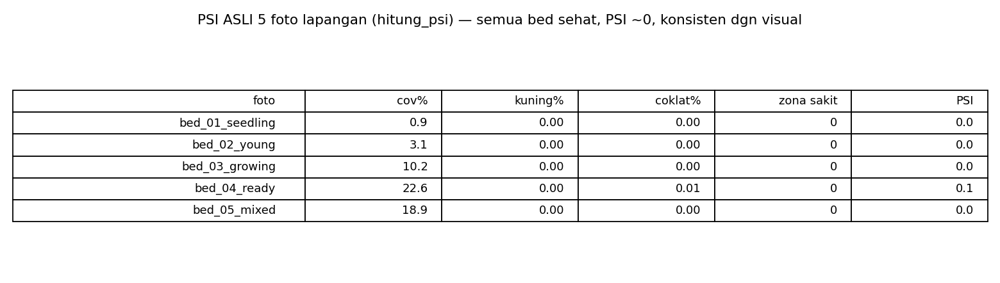 PSI ASLI 5 foto lapangan (hitung_psi) — semua bed sehat, PSI ~0, konsisten dgn visual
foto cov% kuning% coklat% zona sakit PSI
bed_01_seedling 0.9 0.00 0.00 0 0.0
bed_02_young 3.1 0.00 0.00 0 0.0
bed_03_growing 10.2 0.00 0.00 0 0.0
bed_04_ready 22.6 0.00 0.01 0 0.1
bed_05_mixed 18.9 0.00 0.00 0 0.0